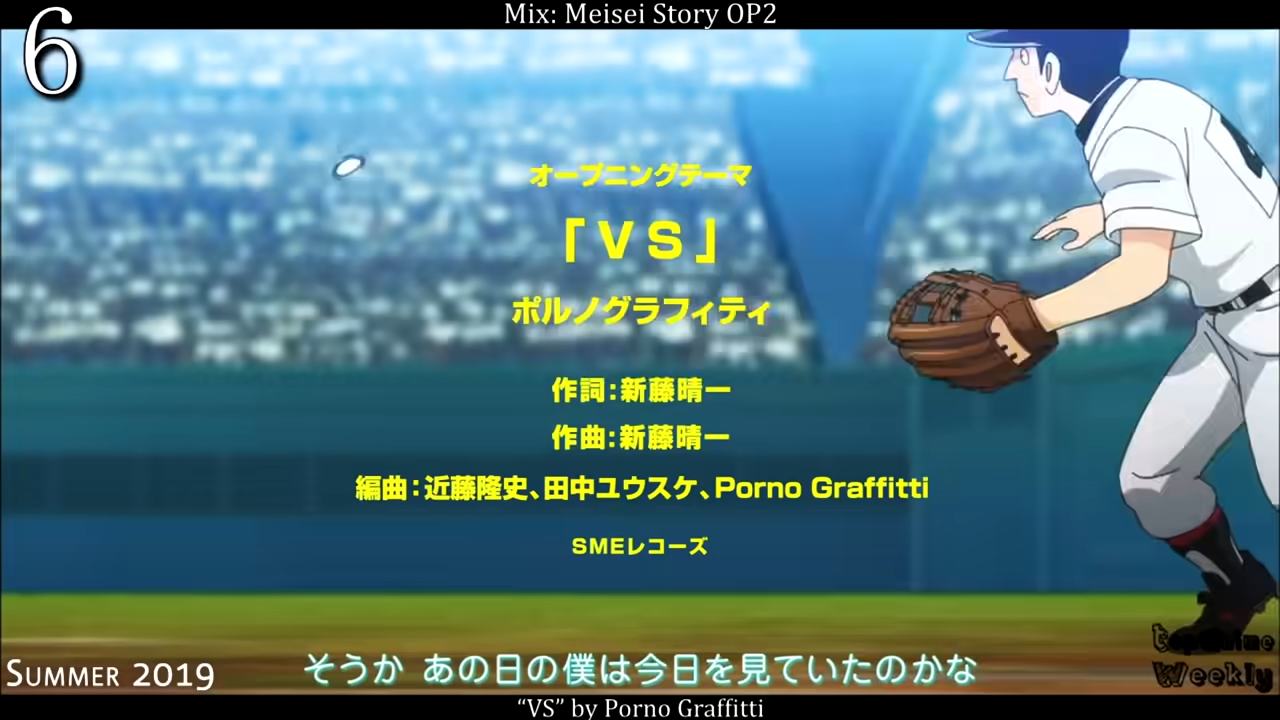 Mix: Meisei Story OP2
6
オープニングテーマ
「VS」
ポルノグラフィティ
作詞:新藤晴一
作曲:新藤晴一
編曲:近藤隆史、田中ユウスケ、Porno Graffitti
SMEレコーズ
そうか あの日の僕は今日を見ていたのかな
SUMMER 2019
topAnime
Weekly
“VS” by Porno Graffitti